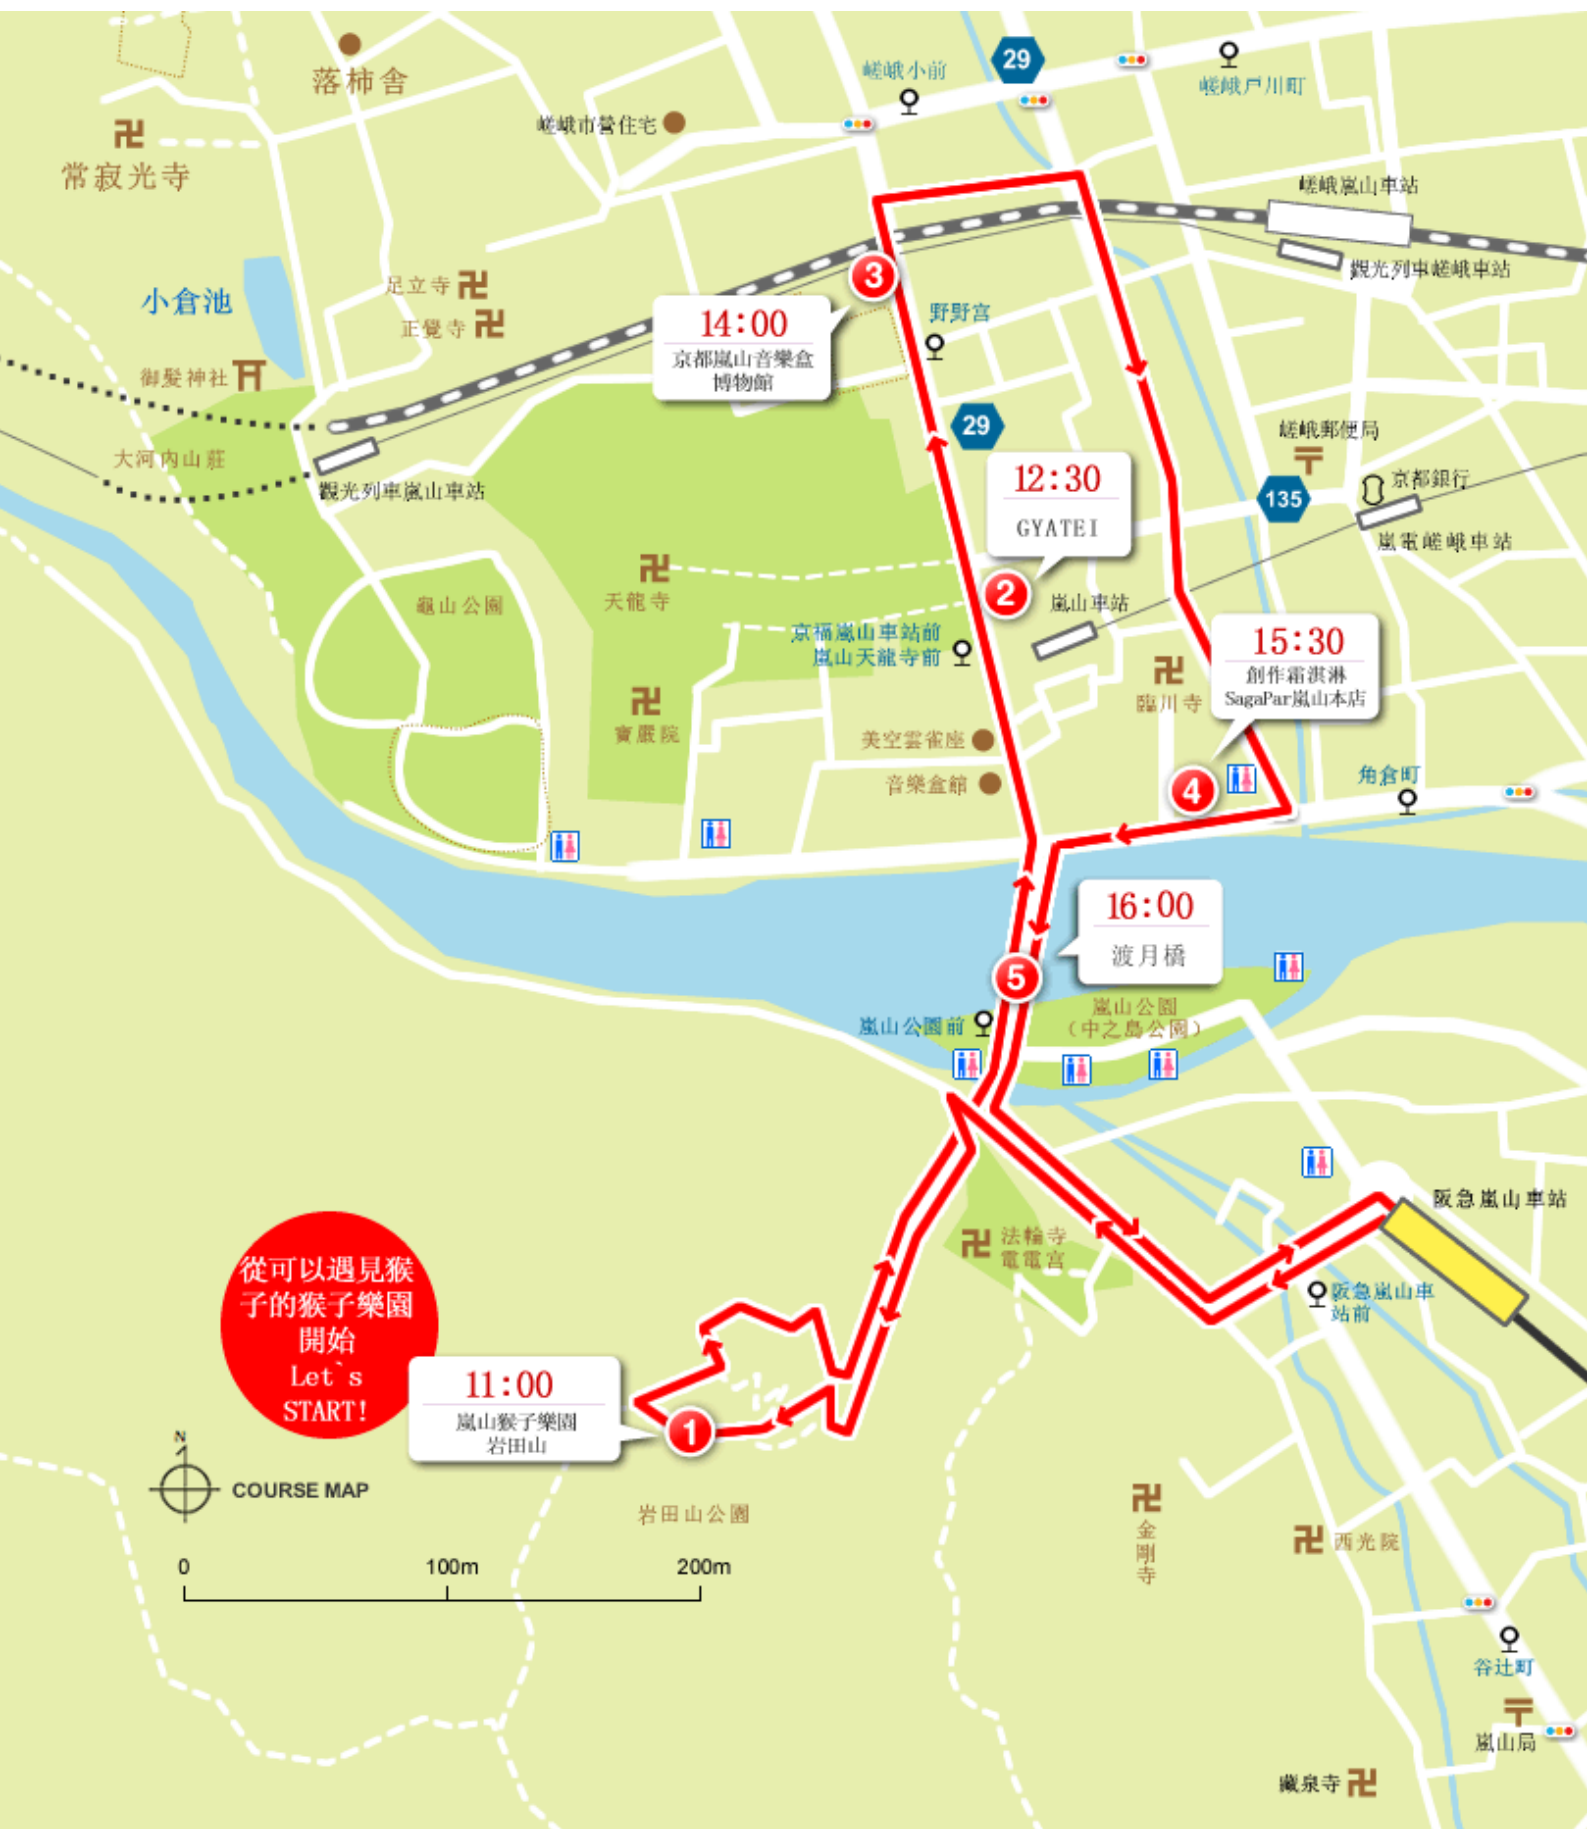 落柿舍
嵯峨小前
29
嵯峨戸川町
嵯峨市營住宅
常寂光寺
嵯峨嵐山車站
觀光列車嵯峨車站
小倉池
足立寺
正覺寺
3
14:00
京都嵐山音樂盒
博物館
野野宮
御髮神社
29
嵯峨郵便局
大河內山莊
觀光列車嵐山車站
12:30
GYATEI
135
京都銀行
嵐電嵯峨車站
龜山公園
天龍寺
2
嵐山車站
京福嵐山車站前
嵐山天龍寺前
15:30
創作霜淇淋
SagaPar嵐山本店
臨川寺
寶嚴院
美空雲雀座
音樂盒館
4
角倉町
16:00
渡月橋
5
嵐山公園前
嵐山公園
（中之島公園）
阪急嵐山車站
法輪寺
電電宮
阪急嵐山車
站前
從可以遇見猴
子的猴子樂園
開始
Let`s
START!
11:00
嵐山猴子樂園
岩田山
1
N
COURSE MAP
岩田山公園
0
100m
200m
金剛寺
西光院
谷辻町
嵐山局
藏泉寺